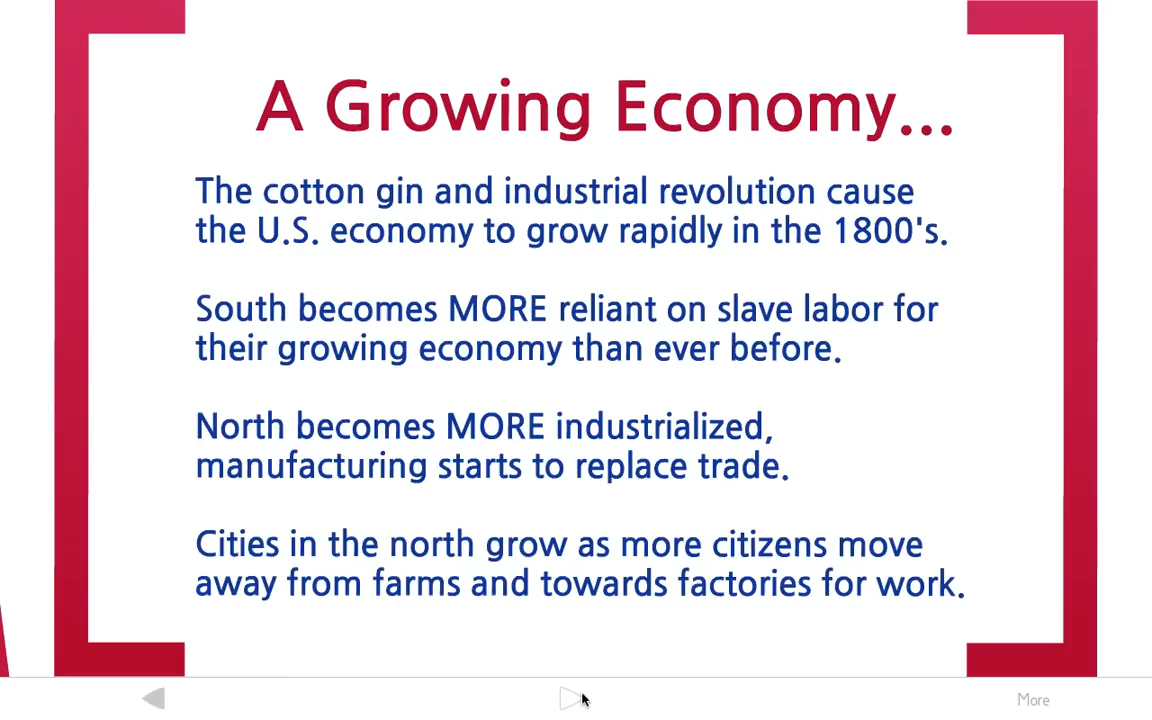 A Growing Economy...
The cotton gin and industrial revolution cause
the U.S. economy to grow rapidly in the 1800's.
South becomes MORE reliant on slave labor for
their growing economy than ever before.
North becomes MORE industrialized,
manufacturing starts to replace trade.
Cities in the north grow as more citizens move
away from farms and towards factories for work.
More